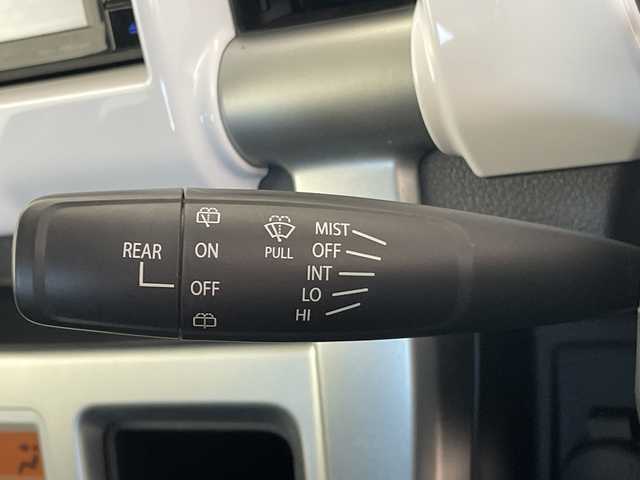 REAR
ON
OFF
PULL
MIST
OFF
INT
LO
HI